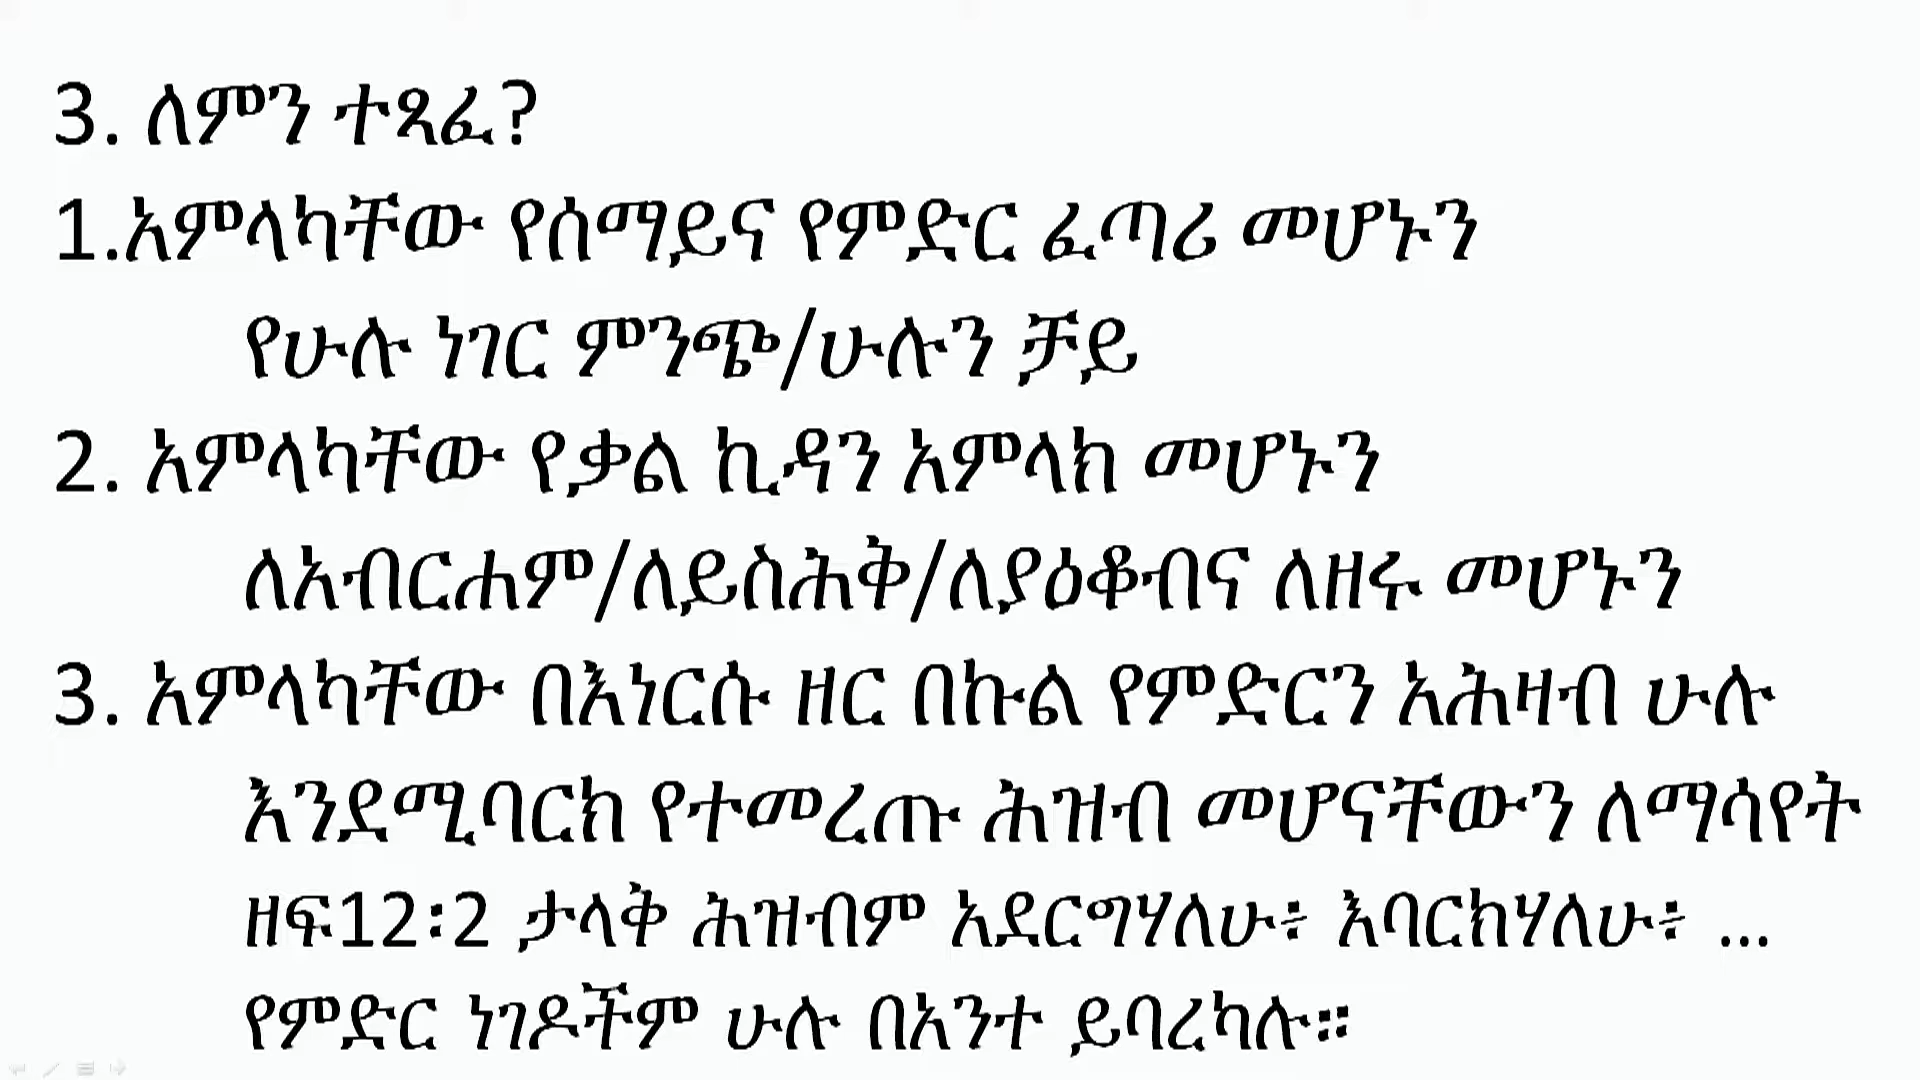 3. ለምን ተጻፈ?
1.አምላካቸው የሰማይና የምድር ፈጣሪ መሆኑን
የሁሉ ነገር ምንጭ/ሁሉን ቻይ
2. አምላካቸው የቃል ኪዳን አምላክ መሆኑን
ለአብርሐም/ለይስሕቅ/ለያዕቆብና ለዘሩ መሆኑን
3. አምላካቸው በእነርሱ ዘር በኩል የምድርን አሕዛብ ሁሉ
እንደሚባርክ የተመረጡ ሕዝብ መሆናቸውን ለማሳየት
ዘፍ12፡2 ታላቅ ሕዝብም አደርግሃለሁ፥ እባርክሃለሁ፥ ...
የምድር ነገዶችም ሁሉ በአንተ ይባረካሉ።